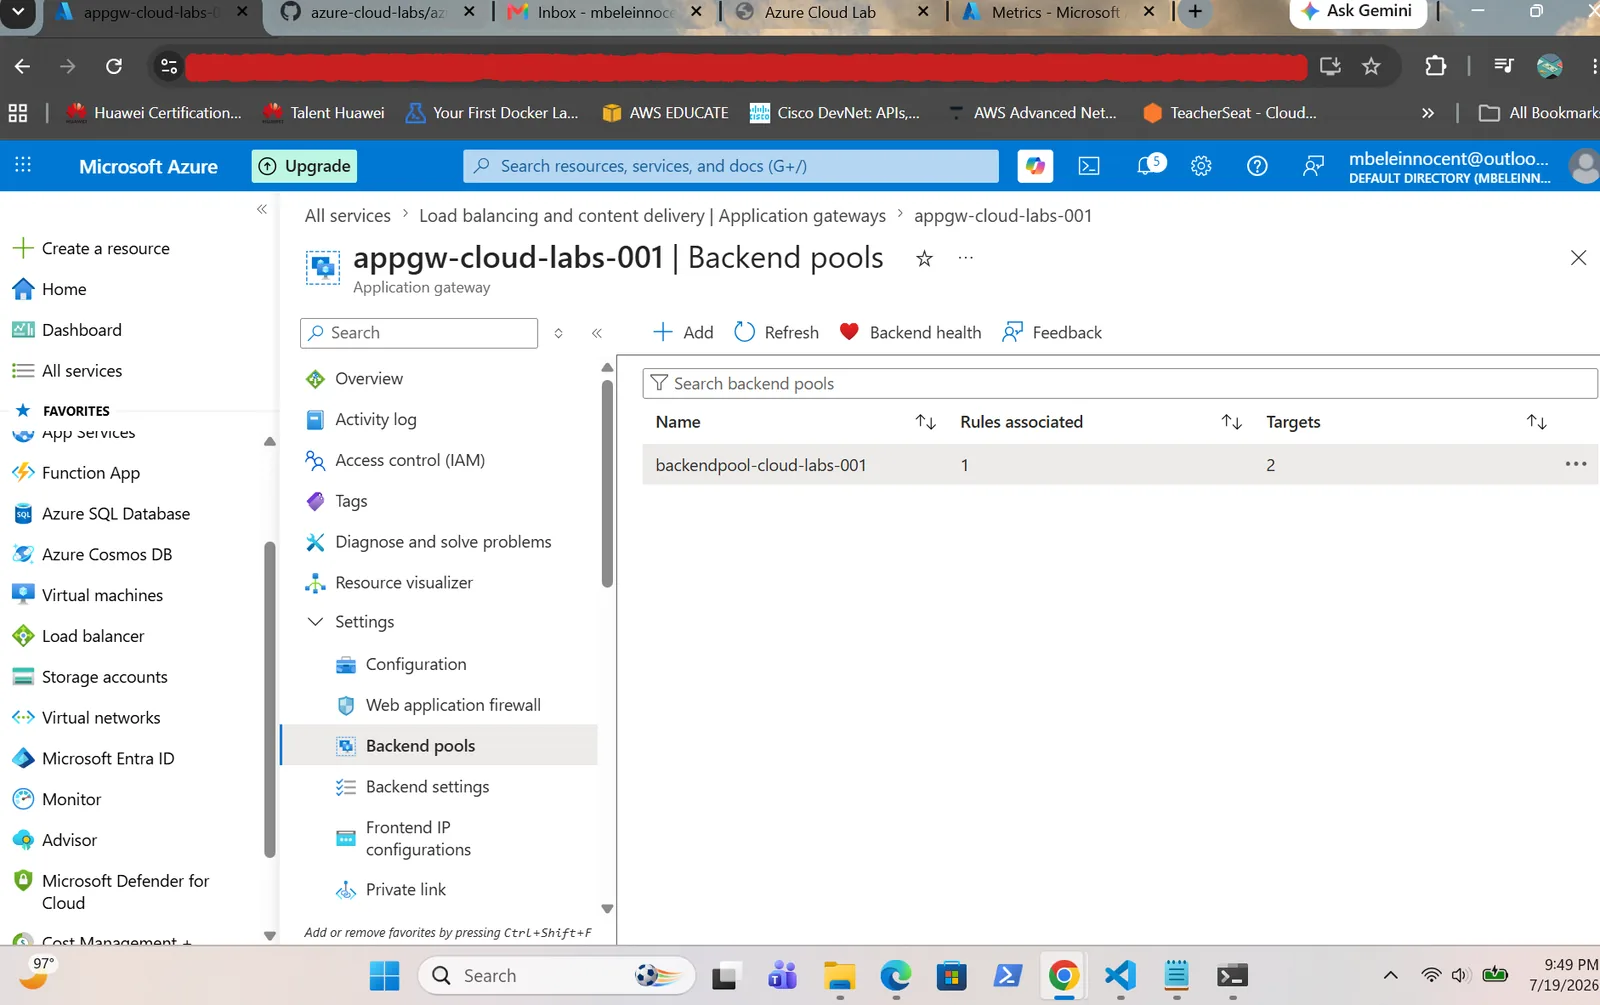 appgw-cloud-labs-0
azure-cloud-labs/az
Inbox - mbeleinnoce
Azure Cloud Lab
Metrics - Microsoft
Ask Gemini
Huawei Certification...
Talent Huawei
Your First Docker La...
AWS EDUCATE
Cisco DevNet: APIs,...
AWS Advanced Net...
TeacherSeat - Cloud...
All Bookmark
Microsoft Azure
Upgrade
Search resources, services, and docs (G+/)
5
mbeleinnocent@outloo...
DEFAULT DIRECTORY (MBELEINN...
Create a resource
Home
Dashboard
All services
FAVORITES
App Services
Function App
Azure SQL Database
Azure Cosmos DB
Virtual machines
Load balancer
Storage accounts
Virtual networks
Microsoft Entra ID
Monitor
Advisor
Microsoft Defender for
Cloud
Cost Management +
All services > Load balancing and content delivery | Application gateways > appgw-cloud-labs-001
appgw-cloud-labs-001 | Backend pools
Application gateway
Search
Overview
Activity log
Access control (IAM)
Tags
Diagnose and solve problems
Resource visualizer
Settings
Configuration
Web application firewall
Backend pools
Backend settings
Frontend IP
configurations
Private link
Add or remove favorites by pressing Ctrl+Shift+F
Add
Refresh
Backend health
Feedback
Search backend pools
Name
Rules associated
Targets
backendpool-cloud-labs-001
1
2
97°
Search
9:49 PM
7/19/2026